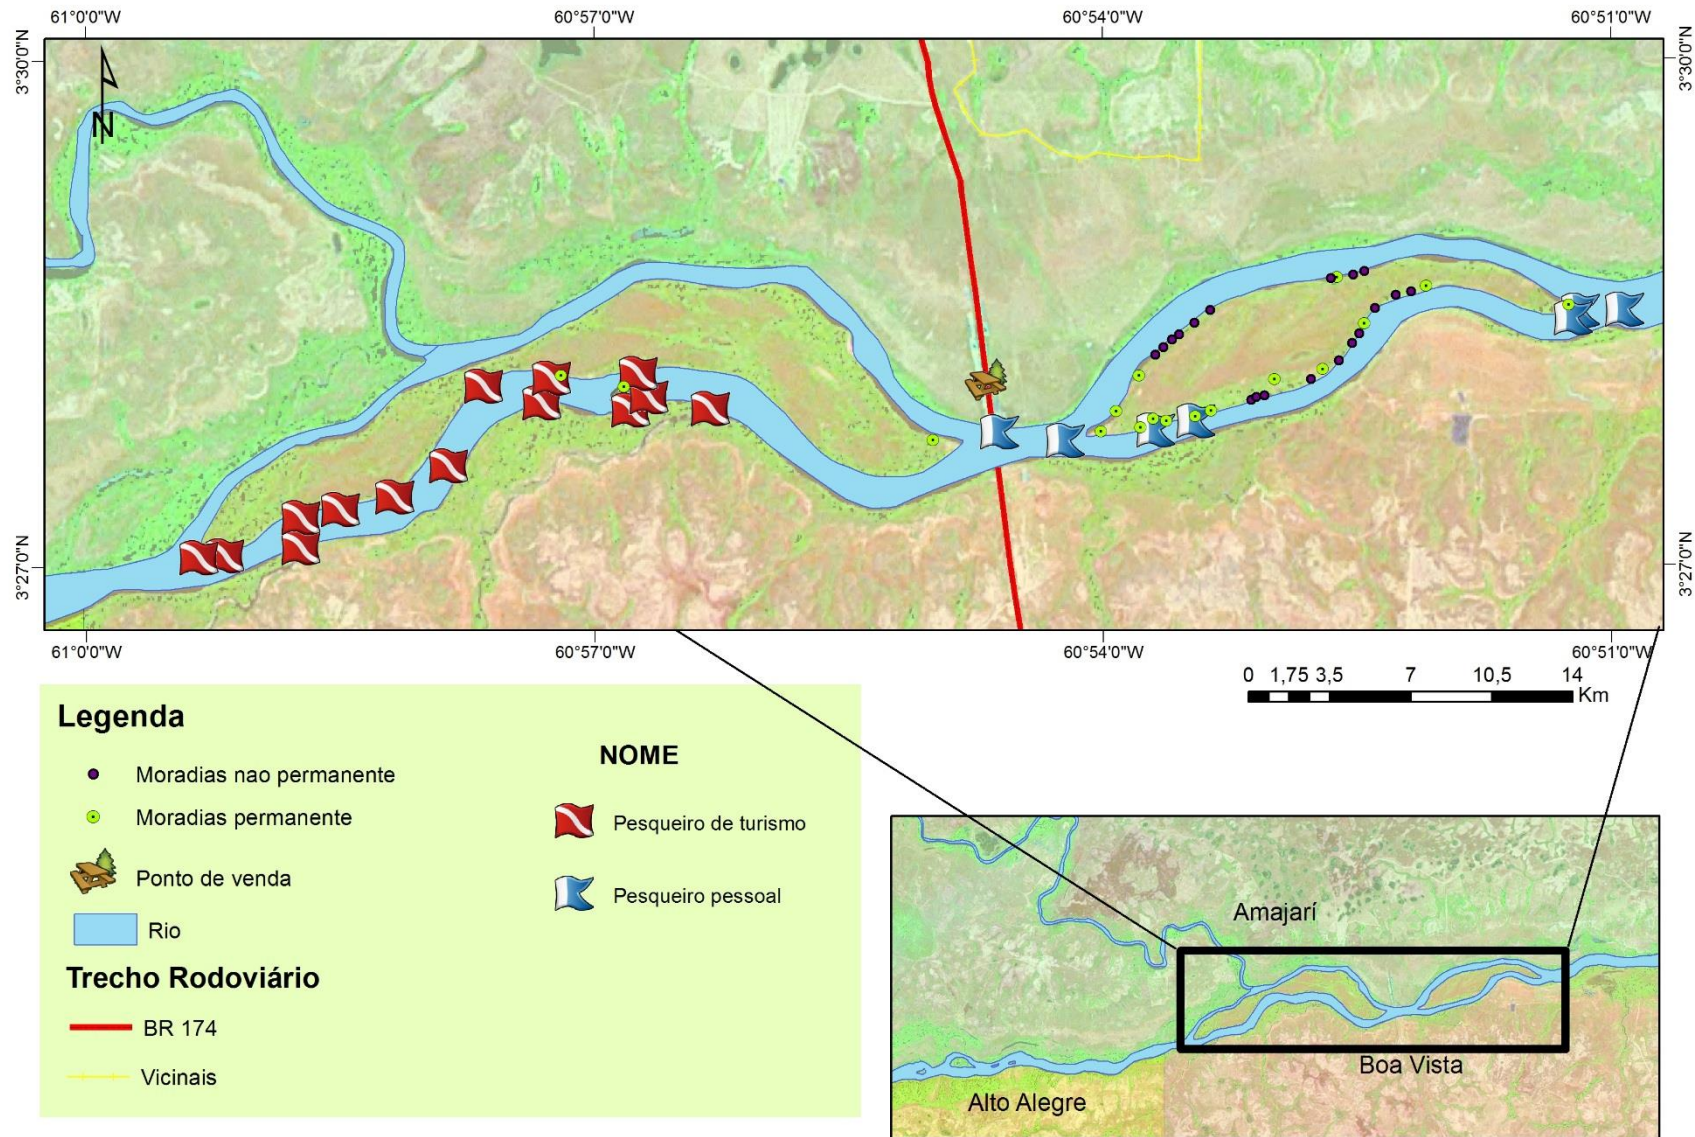 61°0'0"W 60°57'0"W 60°54'0"W 60°51'0"W
3°30'0"N 3°30'0"N
N
3°27'0"N 3°27'0"N
61°0'0"W 60°57'0"W 60°54'0"W 60°51'0"W
0 1,75 3,5 7 10,5 14
Km
Legenda
Moradias nao permanente
Moradias permanente
Ponto de venda
Rio
Trecho Rodoviário
BR 174
Vicinais
NOME
Pesqueiro de turismo
Pesqueiro pessoal
Amajarí
Boa Vista
Alto Alegre